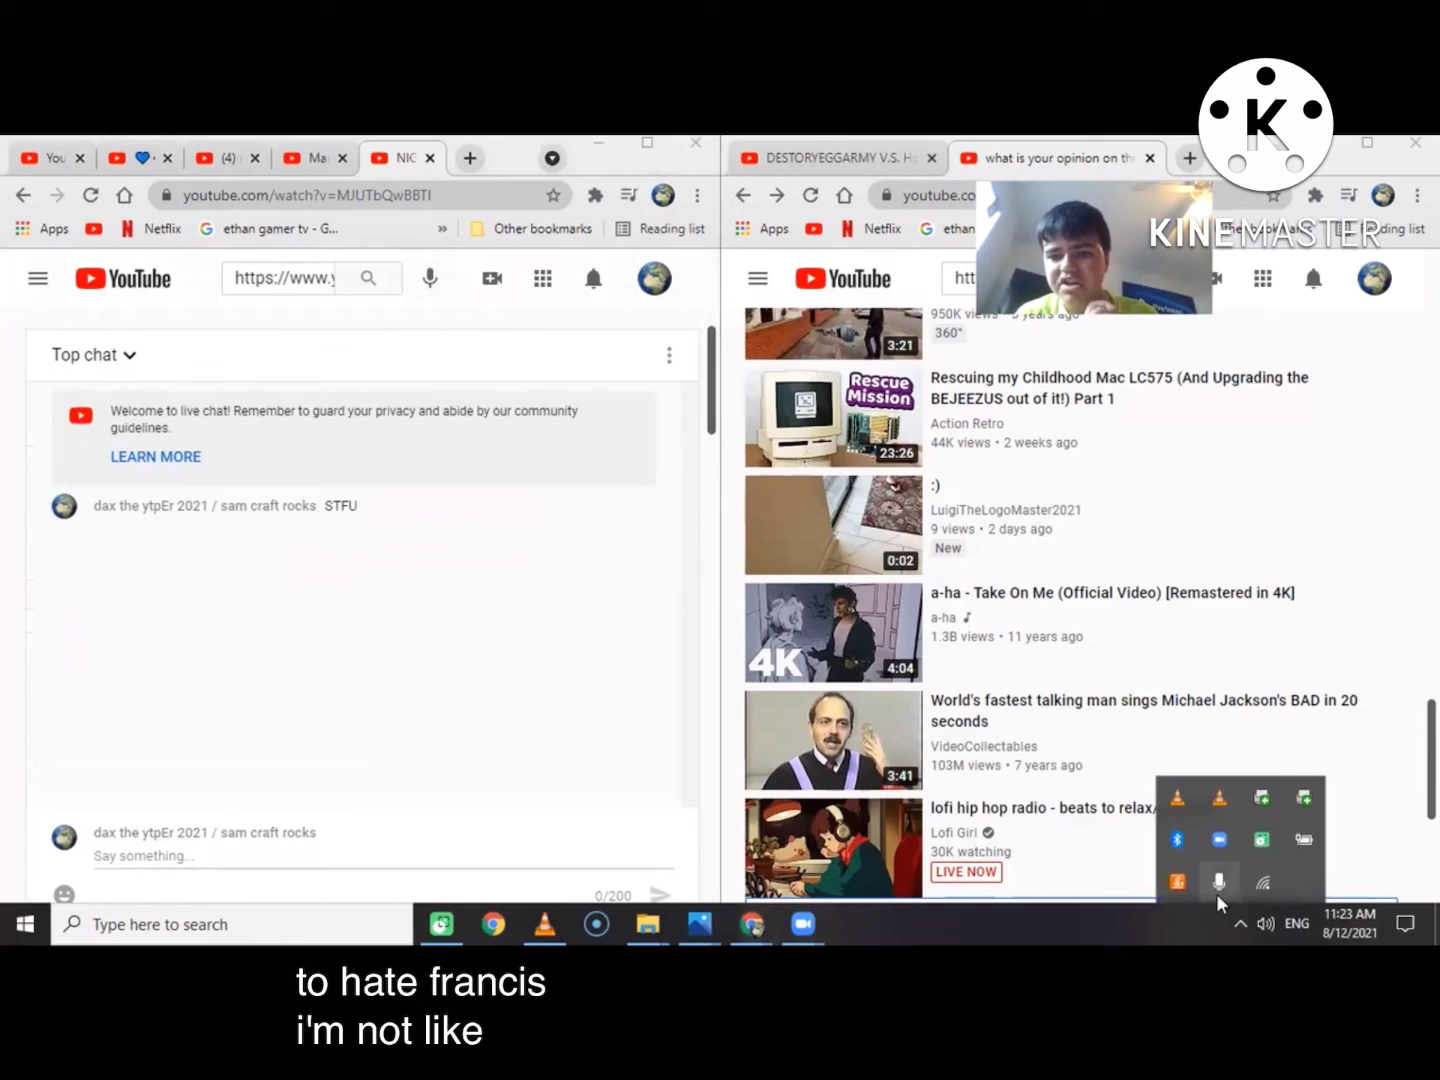 You
(4)
Ma
NIC
youtube.com/watch?v=MJUTbQwBBTI
Apps
Netflix
ethan gamer tv - G...
»
Other bookmarks
Reading list
YouTube
https://www.y
Top chat
Welcome to live chat! Remember to guard your privacy and abide by our community
guidelines.
LEARN MORE
dax the ytpEr 2021 / sam craft rocks STFU
dax the ytpEr 2021 / sam craft rocks
Say something...
0/200
DESTORYEGGARMY V.S. H
what is your opinion on th
youtube.co
Apps
Netflix
ethan
ding list
K
KINEMASTER
YouTube
htt
950K views
360°
3:21
Rescue
Mission
23:26
Rescuing my Childhood Mac LC575 (And Upgrading the
BEJEEZUS out of it!) Part 1
Action Retro
44K views • 2 weeks ago
:)
LuigiTheLogoMaster2021
9 views • 2 days ago
New
0:02
a-ha - Take On Me (Official Video) [Remastered in 4K]
a-ha
1.3B views • 11 years ago
4K
4:04
World's fastest talking man sings Michael Jackson's BAD in 20
seconds
VideoCollectables
103M views • 7 years ago
3:41
lofi hip hop radio - beats to relax/
Lofi Girl
30K watching
LIVE NOW
Type here to search
ENG
11:23 AM
8/12/2021
to hate francis
i'm not like